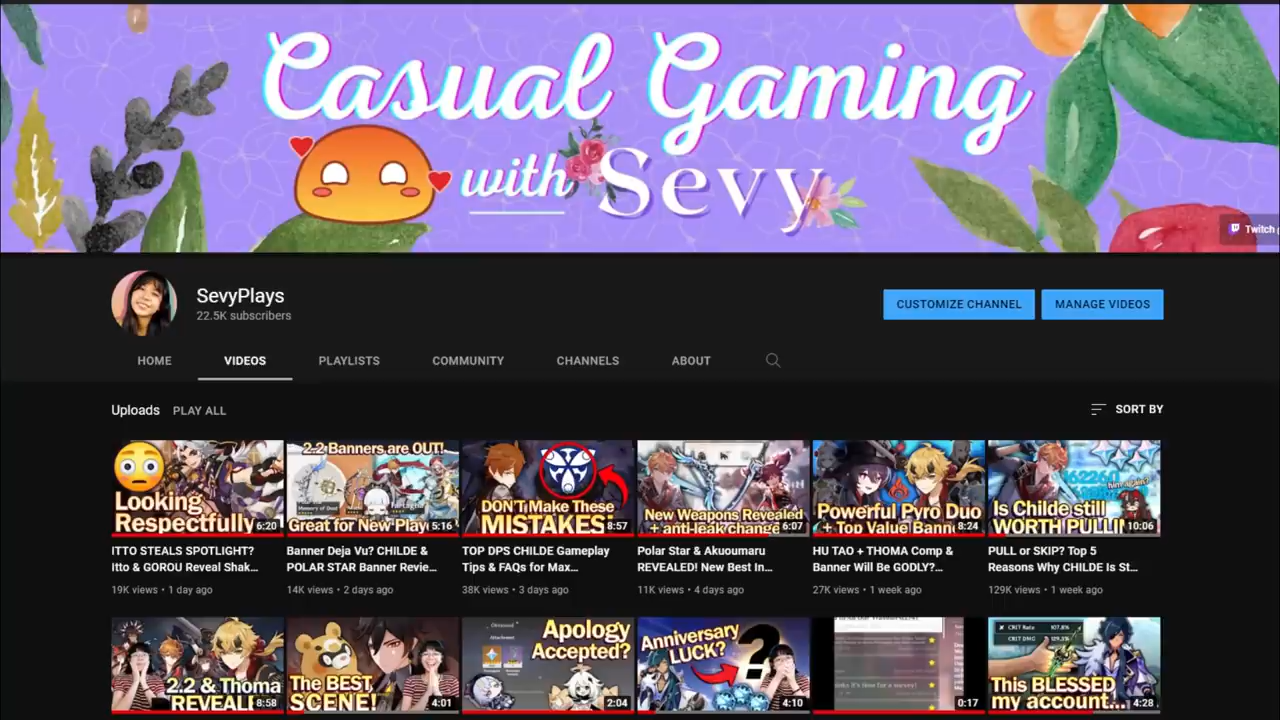 Casual Gaming
with Sevy
Twitch
SevyPlays
22.5K subscribers
CUSTOMIZE CHANNEL
MANAGE VIDEOS
HOME
VIDEOS
PLAYLISTS
COMMUNITY
CHANNELS
ABOUT
Uploads
PLAY ALL
SORT BY
Looking
Respectfully
6:20
2.2 Banners are OUT!
Great for New Play
5:16
DON'T Make These
MISTAKES
8:57
New Weapons Revealed
+ anti-leak change
6:07
Powerful Pyro Duo
+ Top Value Bann
8:24
him again?
Is Childe still
WORTH PULLI
10:06
ITTO STEALS SPOTLIGHT?
Itto & GOROU Reveal Shak...
19K views • 1 day ago
Banner Deja Vu? CHILDE &
POLAR STAR Banner Revie...
14K views • 2 days ago
TOP DPS CHILDE Gameplay
Tips & FAQs for Max...
38K views • 3 days ago
Polar Star & Akuoumaru
REVEALED! New Best In...
11K views • 4 days ago
HU TAO + THOMA Comp &
Banner Will Be GODLY?...
27K views • 1 week ago
PULL or SKIP? Top 5
Reasons Why CHILDE Is St...
129K views • 1 week ago
2.2 & Thoma
REVEAL
8:58
The BEST
SCENE!
4:01
Apology
Accepted?
2:04
Anniversary
LUCK?
4:10
0:17
CRIT Rate
CRIT DMG
This BLESSED
my account...
4:28